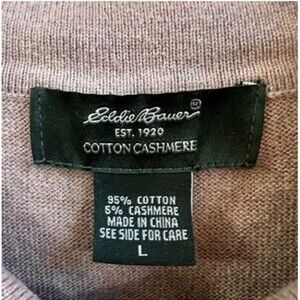 Eddie Bauer
EST. 1920
COTTON CASHMERE
95% COTTON
5% CASHMERE
MADE IN CHINA
SEE SIDE FOR CARE
L